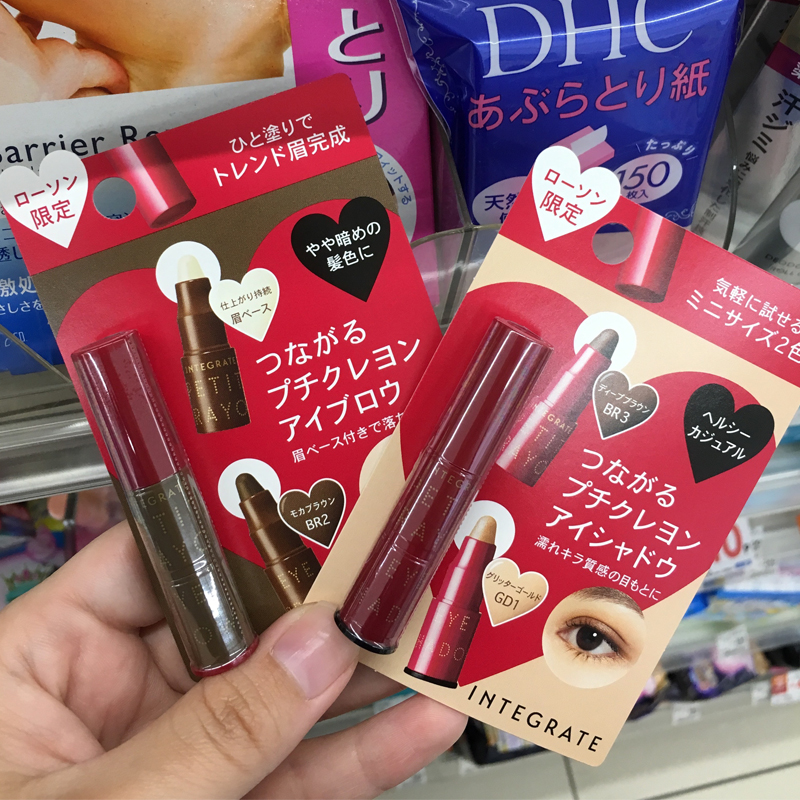 とり
DHC
あぶらとり紙
たっぷり
150
枚入
天然
ローソン
限定
ひと塗りで
トレンド眉完成
やや暗めの
髪色に
仕上がり持続
眉ベース
INTEGRATE
PETIT
つながる
プチクレヨン
アイブロウ
眉ベース付きで落ち
モカブラウン
BR2
ローソン
限定
気軽に試せる
ミニサイズ2色
ディープブラウン
BR3
ヘルシー
カジュアル
つながる
プチクレヨン
アイシャドウ
濡れキラ質感の目もとに
グリッターゴールド
GD1
INTEGRATE